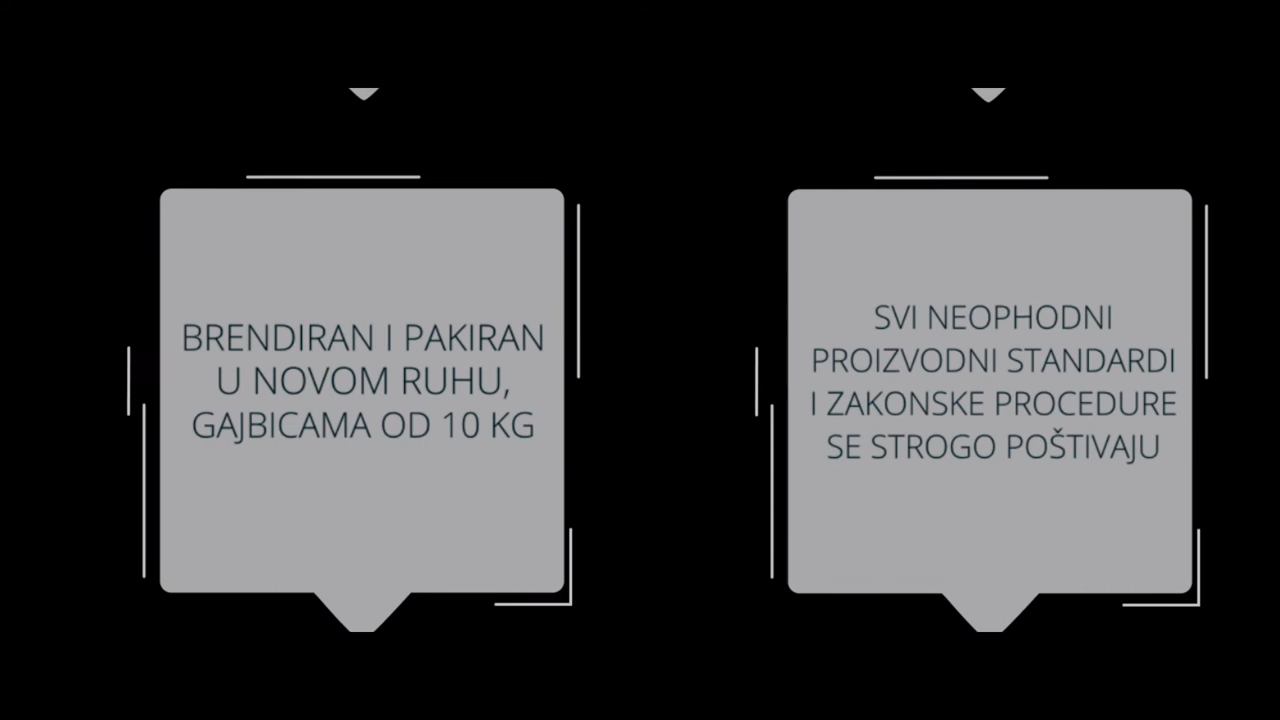 BRENDIRAN I PAKIRAN
U NOVOM RUHU,
GAJBICAMA OD 10 KG
SVI NEOPHODNI
PROIZVODNI STANDARDI
I ZAKONSKE PROCEDURE
SE STROGO POŠTIVAJU